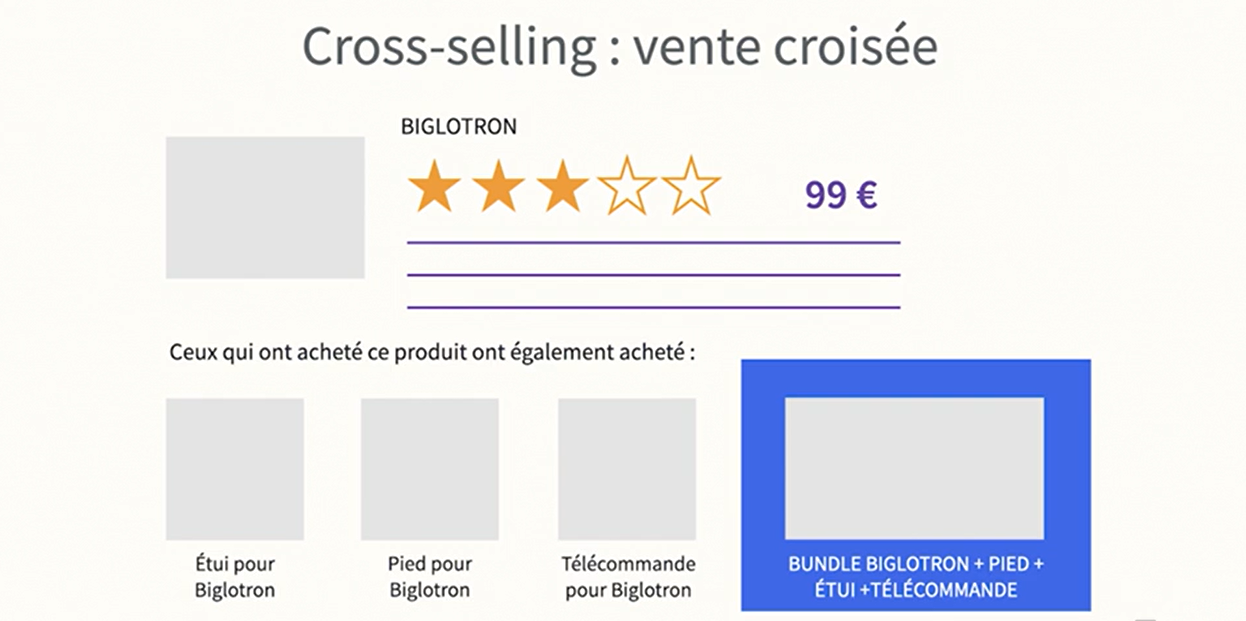 Cross-selling : vente croisée
BIGLOTRON
99 €
Ceux qui ont acheté ce produit ont également acheté :
Étui pour
Biglotron
Pied pour
Biglotron
Télécommande
pour Biglotron
BUNDLE BIGLOTRON + PIED +
ÉTUI +TÉLÉCOMMANDE